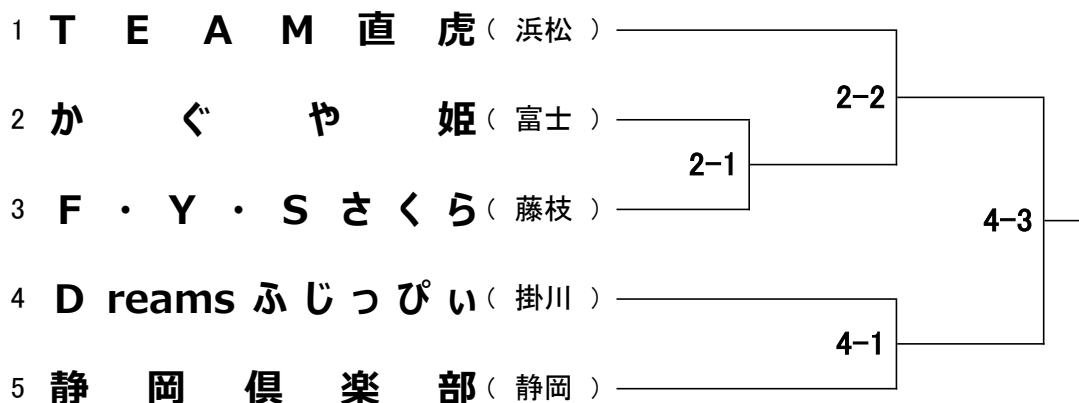 1 TEAM直虎（ 浜松 ）
2-2
2 かぐや姫（ 富士 ）
2-1
3 F・Y・Sさくら（ 藤枝 ）
4-3
4 Dreamsふじっぴぃ（ 掛川 ）
4-1
5 静岡倶楽部（ 静岡 ）